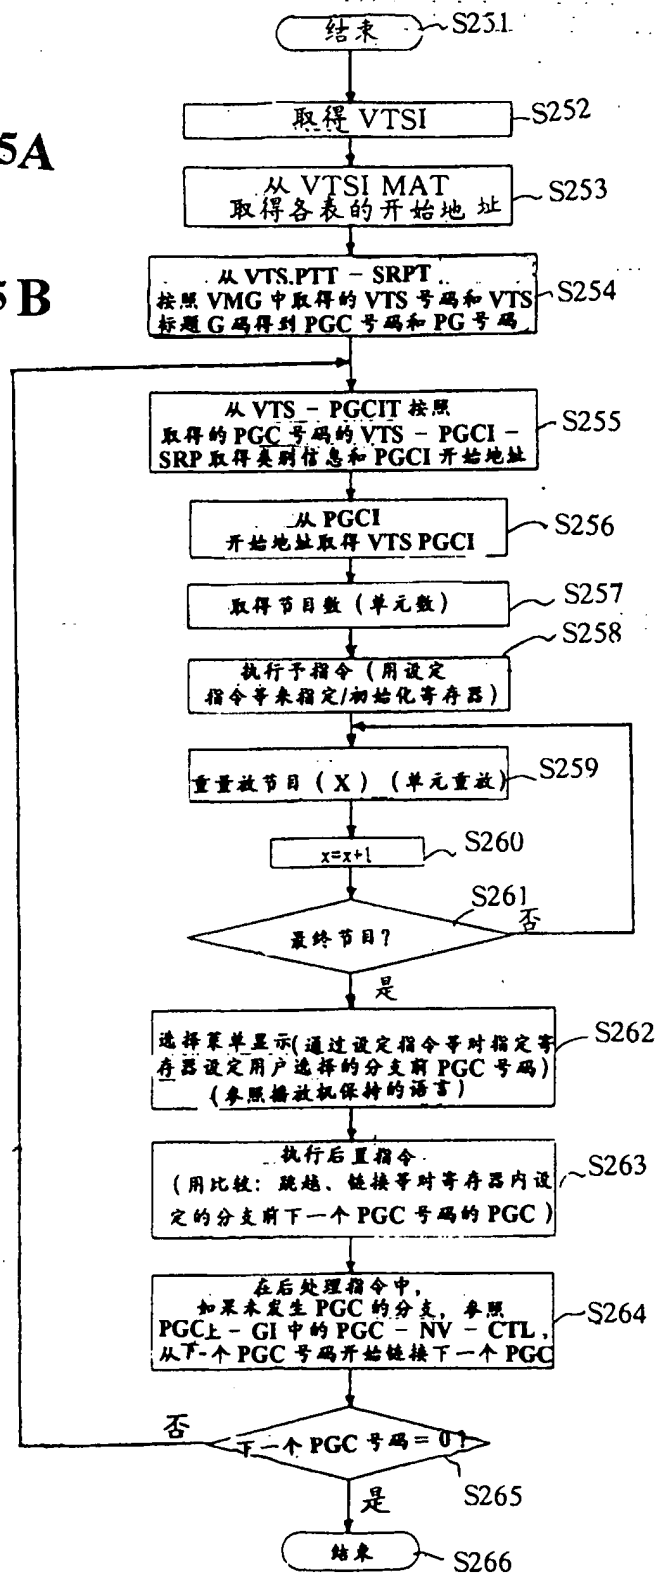 结束
S251
取得 VTSI
S252
5A
从 VTSI MAT
取得各表的开始地址
S253
5B
从 VTS.PTT - SRPT
按照 VMG 中取得的 VTS 号码和 VTS
标题 G 码得到 PGC 号码和 PG 号码
S254
从 VTS - PGCIT 按照
取得的 PGC 号码的 VTS - PGCI -
SRP 取得类别信息和 PGCI 开始地址
S255
从 PGCI
开始地址取得 VTS PGCI
S256
取得节目数（单元数）
S257
S258
执行予指令（用设定
指令等来指定/初始化寄存器）
重量放节目（X）（单元重放）
S259
x=x+1
S260
S261
最终节目？
否
是
选择菜单显示(通过设定指令等对指定寄
存器设定用户选择的分支前 PGC 号码)
(参照播放机保持的语言)
S262
执行后置指令
(用比较：跳越、链接等对寄存器内设
定的分支前下一个 PGC 号码的 PGC)
S263
在后处理指令中，
如果未发生 PGC 的分支，参照
PGC上 - GI 中的 PGC - NV - CTL，
从下-个 PGC 号码开始链接下一个 PGC
S264
否
下一个 PGC 号码 = 0？
S265
是
结束
S266